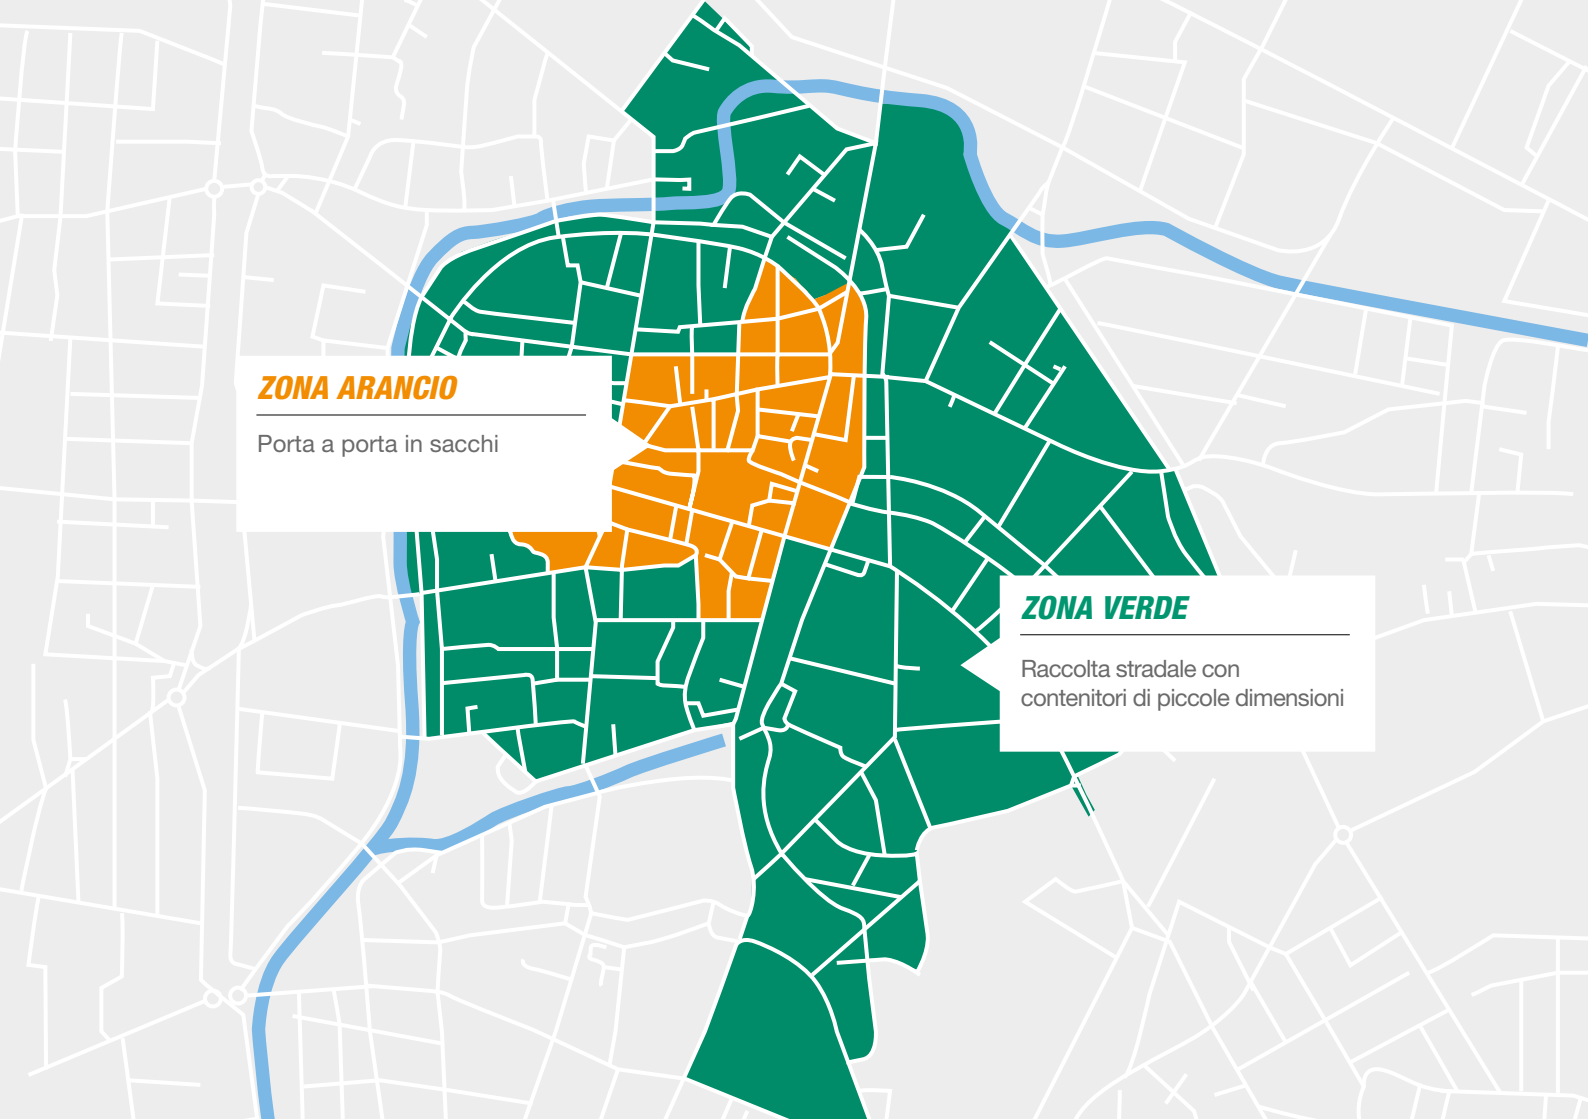 ZONA ARANCIO
Porta a porta in sacchi
ZONA VERDE
Raccolta stradale con
contenitori di piccole dimensioni